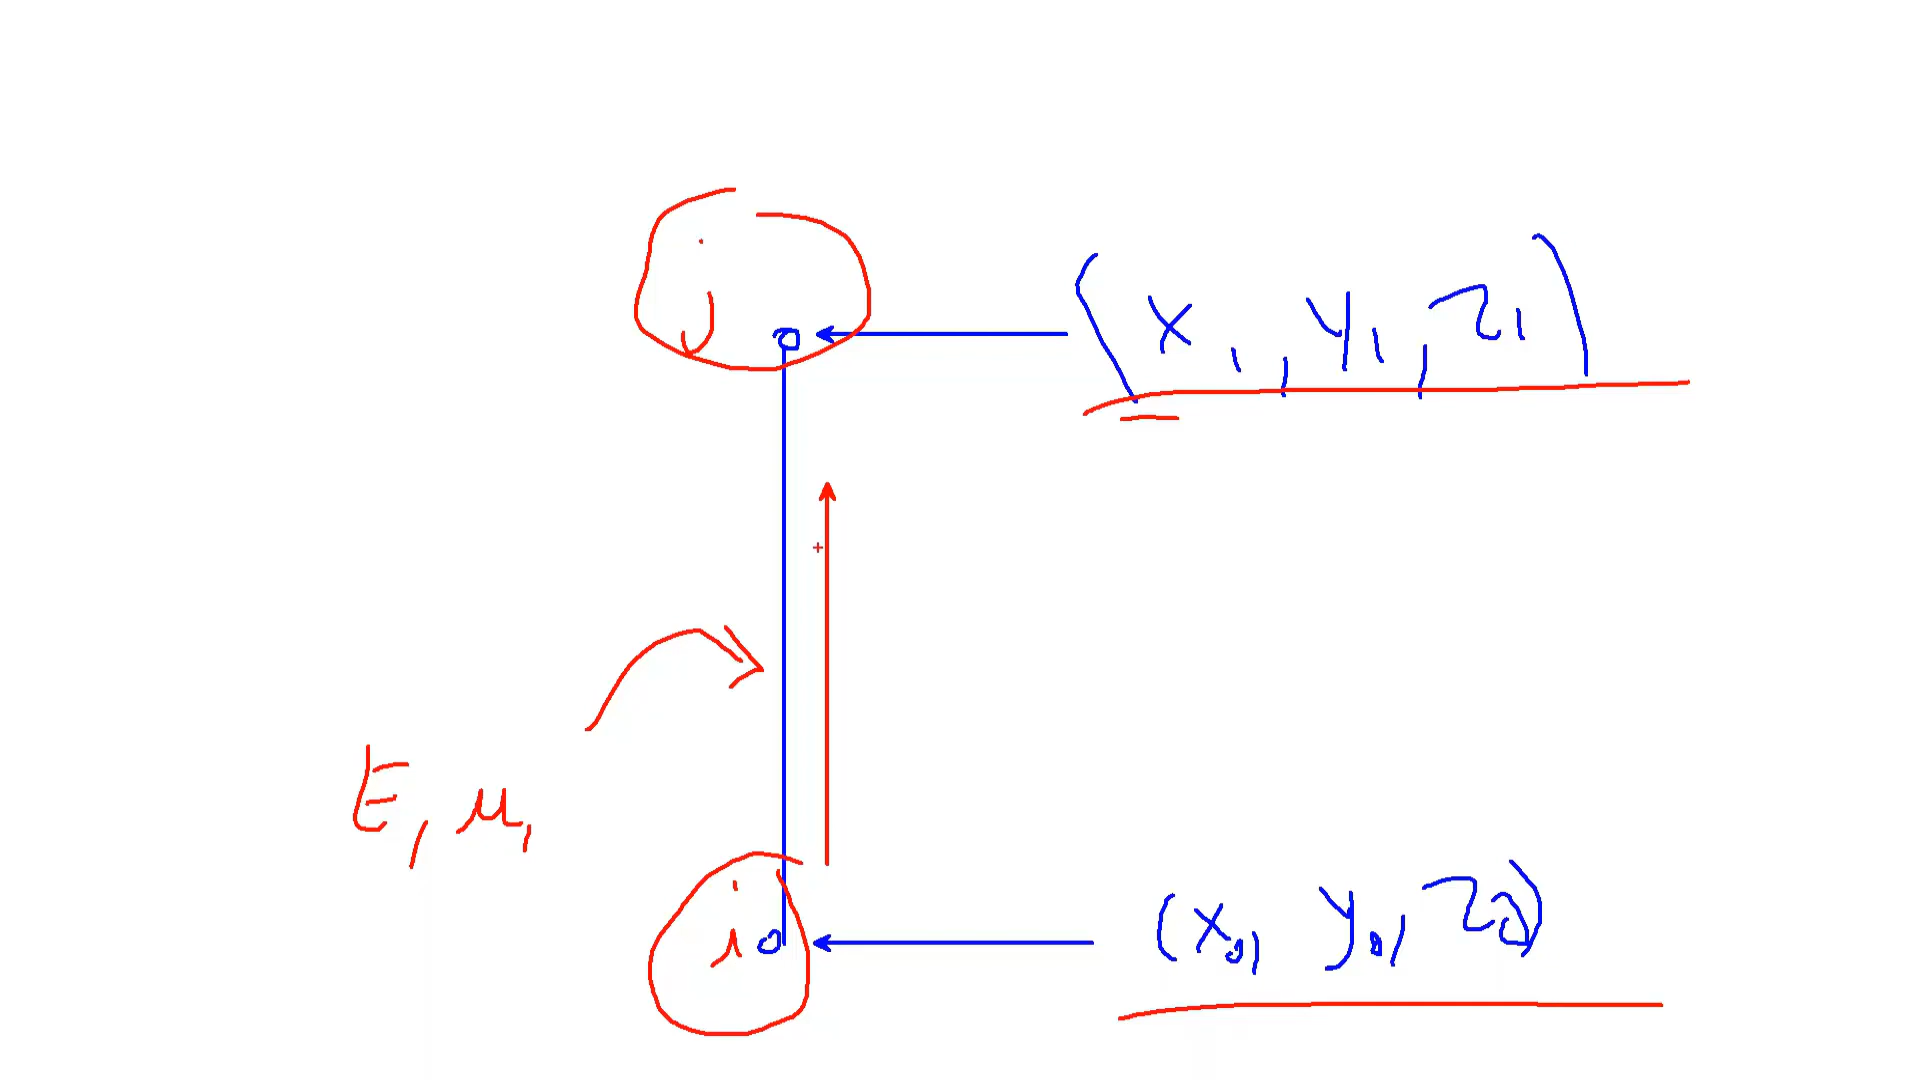 j
(x₁, y₁, z₁)
E, μ,
i
(x₀, y₀, z₀)